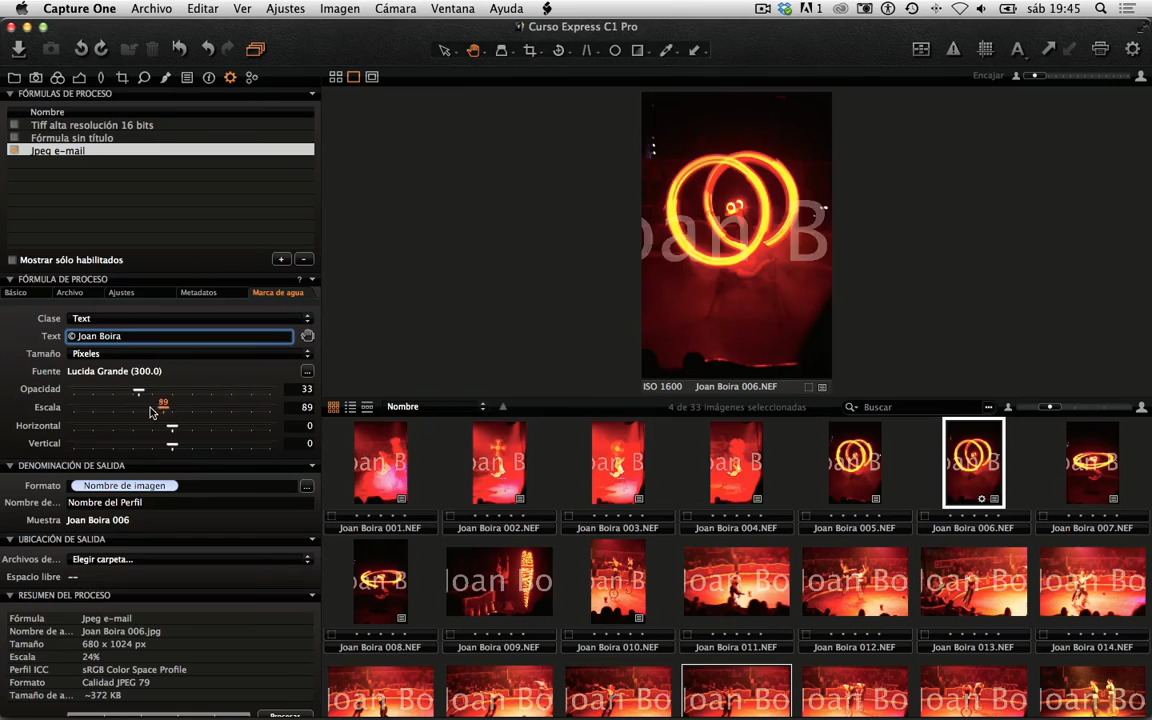 Capture One Archivo Editar Ver Ajustes Imagen Cámara Ventana Ayuda 1 sáb 19:45
Curso Express C1 Pro
Encajar
FÓRMULAS DE PROCESO
Nombre
Tiff alta resolución 16 bits
Fórmula sin título
Jpeg e-mail
Mostrar sólo habilitados + -
FÓRMULA DE PROCESO ?
Básico Archivo Ajustes Metadatos Marca de agua
Clase Text
Text © Joan Boira
Tamaño Píxeles
Fuente Lucida Grande (300.0) ...
Opacidad 33
89
Escala 89
Horizontal 0
Vertical 0
DENOMINACIÓN DE SALIDA
Formato Nombre de imagen ...
Nombre de... Nombre del Perfil
Muestra Joan Boira 006
UBICACIÓN DE SALIDA
Archivos de... Elegir carpeta...
Espacio libre --
RESUMEN DEL PROCESO
Fórmula Jpeg e-mail
Nombre de a... Joan Boira 006.jpg
Tamaño 680 x 1024 px
Escala 24%
Perfil ICC sRGB Color Space Profile
Formato Calidad JPEG 79
Tamaño de a... ~372 KB
Procesar
oan B
ISO 1600 Joan Boira 006.NEF
Nombre 4 de 33 imágenes seleccionadas Buscar ...
Joan Boira 001.NEF Joan Boira 002.NEF Joan Boira 003.NEF Joan Boira 004.NEF Joan Boira 005.NEF Joan Boira 006.NEF Joan Boira 007.NEF
Joan Boira 008.NEF Joan Boira 009.NEF Joan Boira 010.NEF Joan Boira 011.NEF Joan Boira 012.NEF Joan Boira 013.NEF Joan Boira 014.NEF